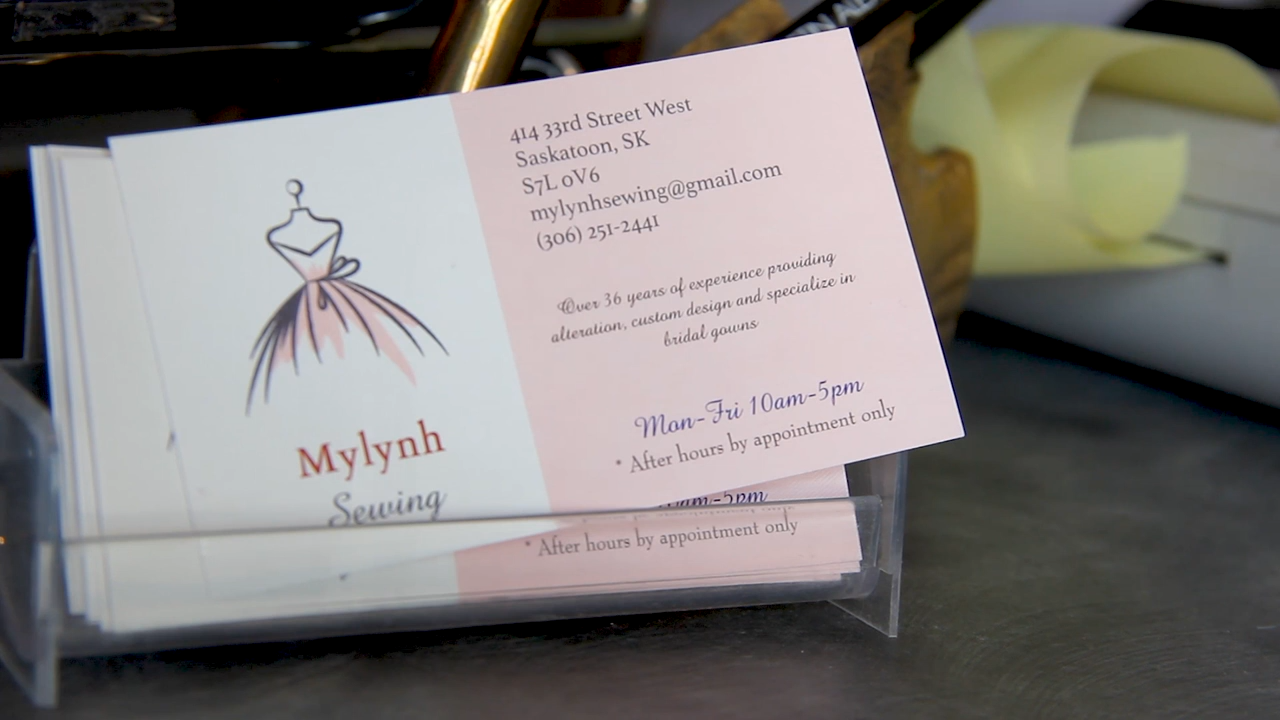 414 33rd Street West
Saskatoon, SK
S7L 0V6
mylynhsewing@gmail.com
(306) 251-2441
Over 36 years of experience providing
alteration, custom design and specialize in
bridal gowns
Mon-Fri 10am-5pm
* After hours by appointment only
Mylynh
Sewing
am-5pm
* After hours by appointment only